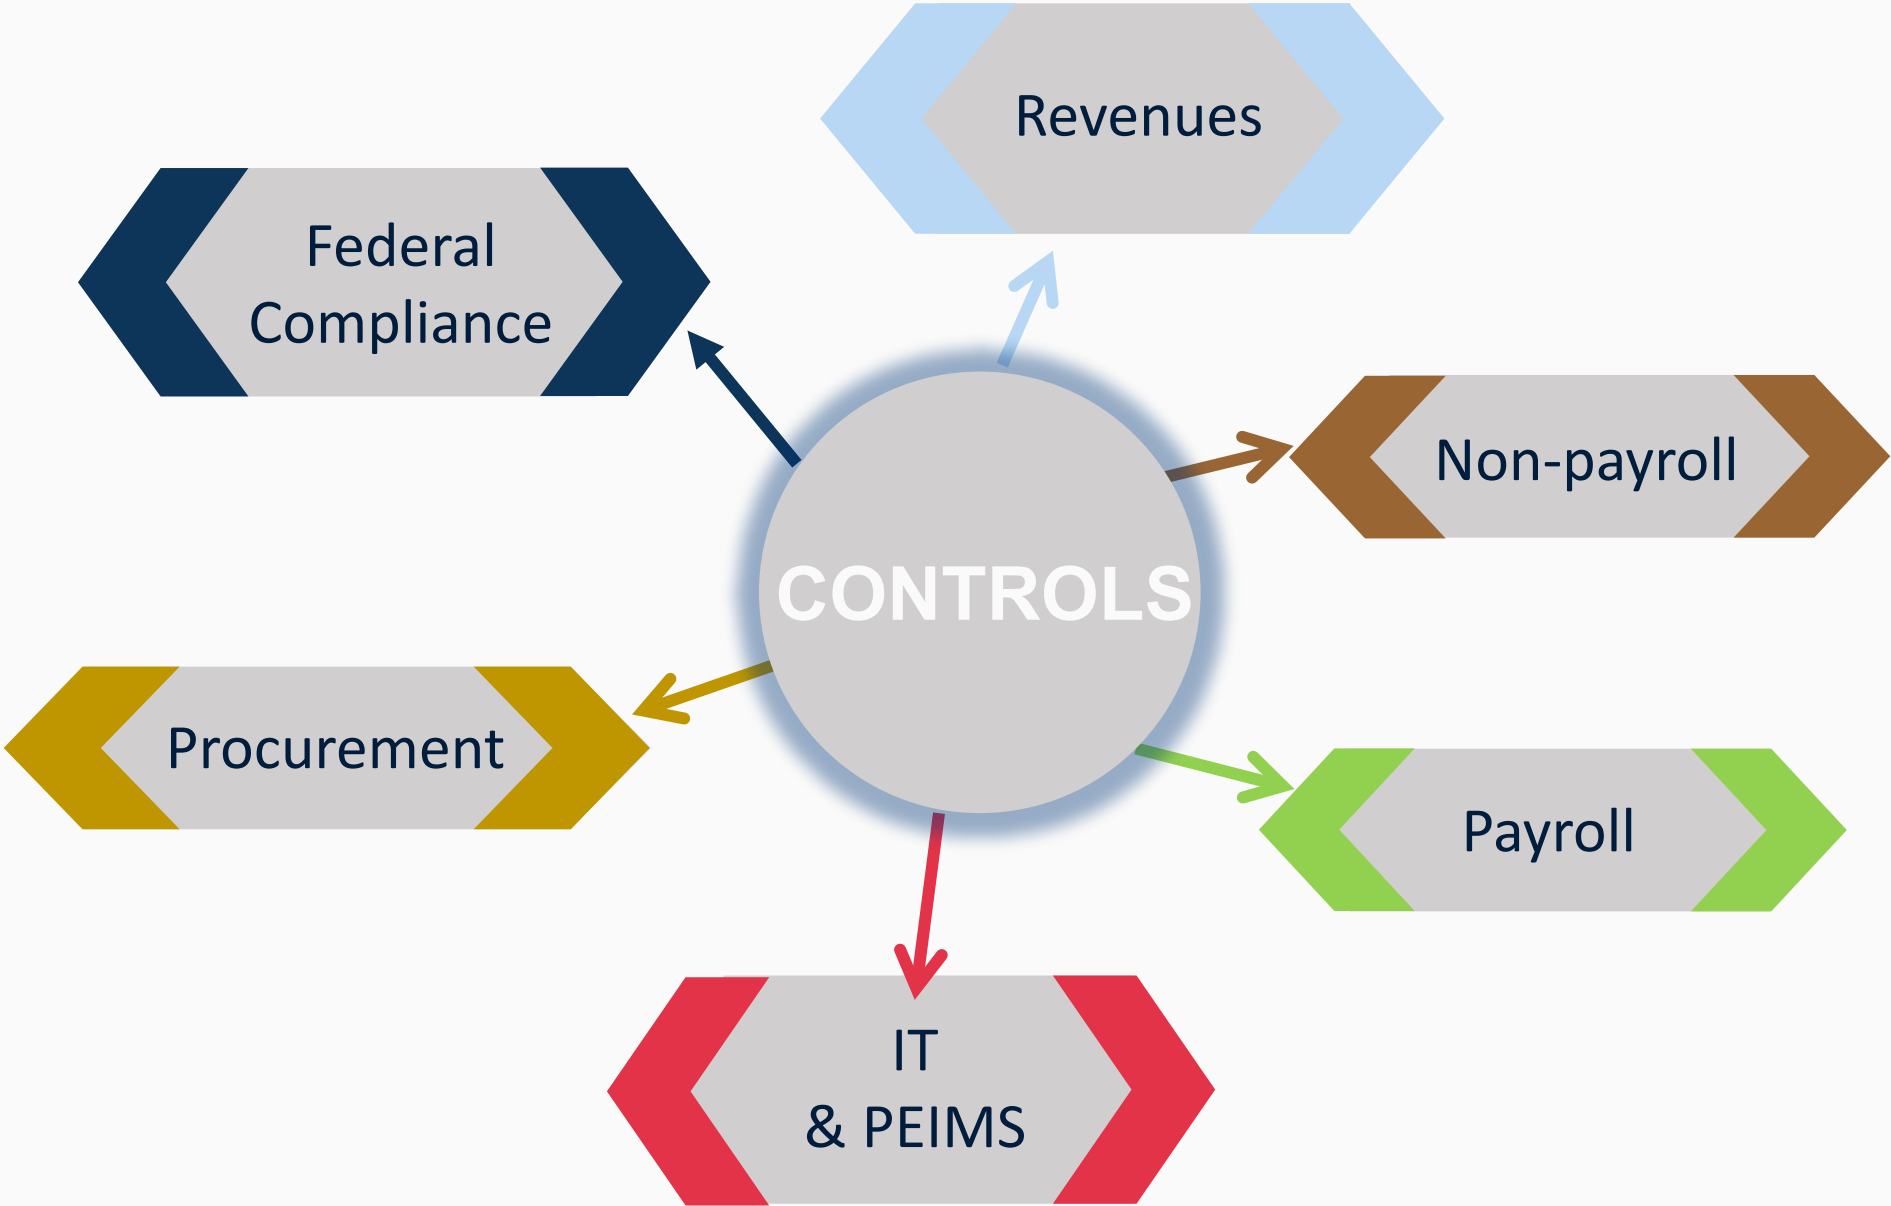 Revenues
Federal
Compliance
Non-payroll
CONTROLS
Procurement
Payroll
IT
& PEIMS